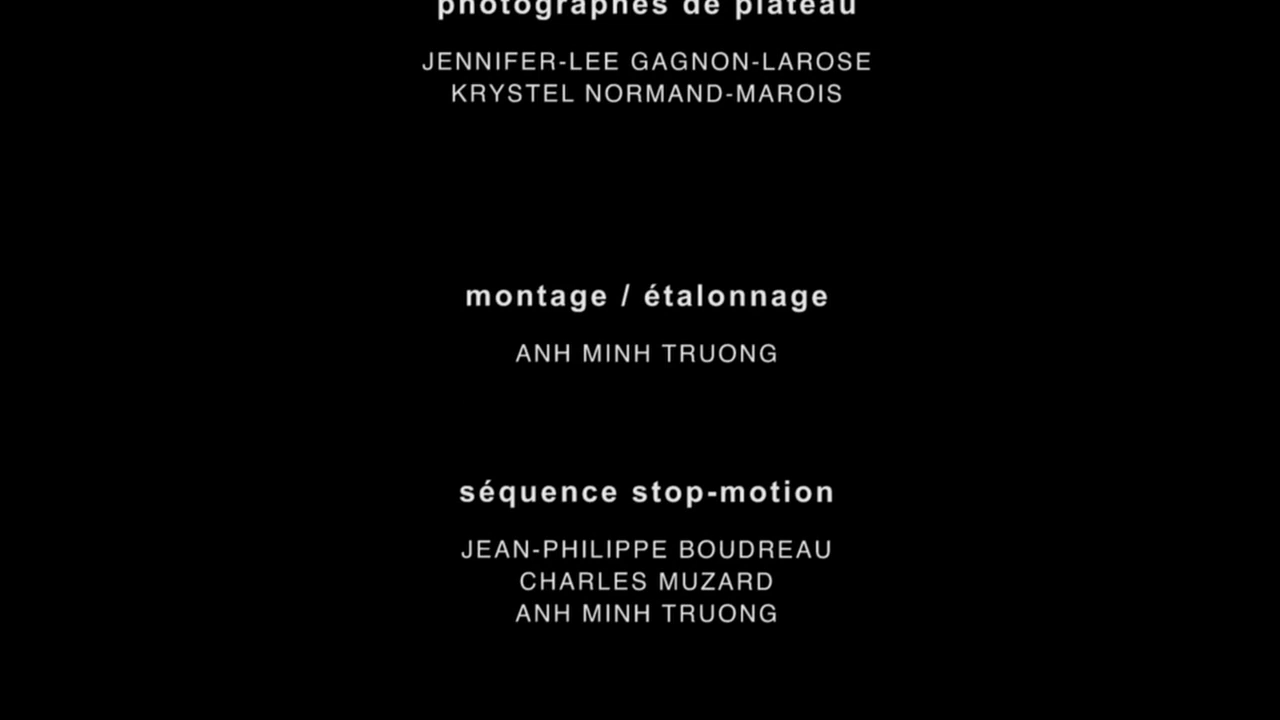 photographes de plateau
JENNIFER-LEE GAGNON-LAROSE
KRYSTEL NORMAND-MAROIS
montage / étalonnage
ANH MINH TRUONG
séquence stop-motion
JEAN-PHILIPPE BOUDREAU
CHARLES MUZARD
ANH MINH TRUONG